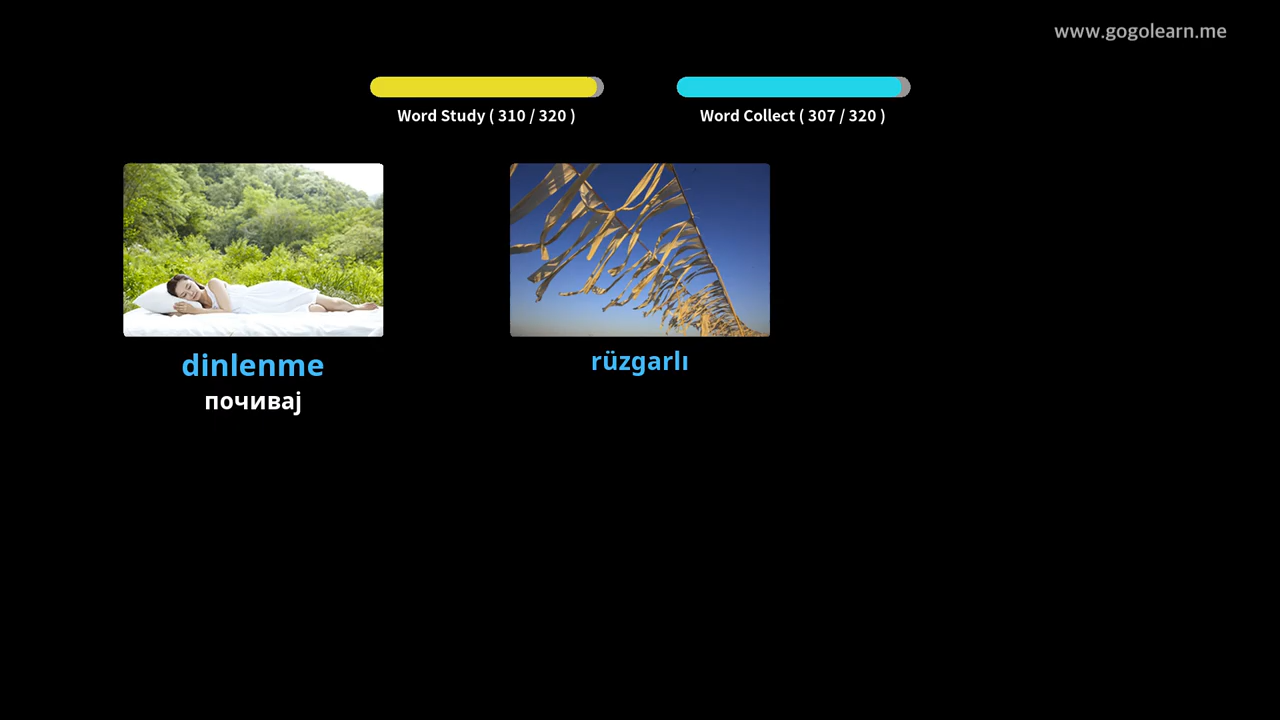 www.gogolearn.me
Word Study ( 310 / 320 )
Word Collect ( 307 / 320 )
dinlenme
почивај
rüzgarlı